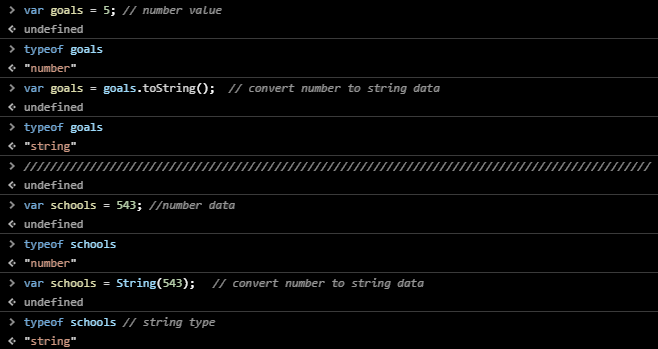 > var goals = 5; // number value
<· undefined
> typeof goals
<· "number"
> var goals = goals.toString();  // convert number to string data
<· undefined
> typeof goals
<· "string"
> ///////////////////////////////////////////////////////////////////////////////////////////////
<· undefined
> var schools = 543; //number data
<· undefined
> typeof schools
<· "number"
> var schools = String(543);  // convert number to string data
<· undefined
> typeof schools // string type
<· "string"